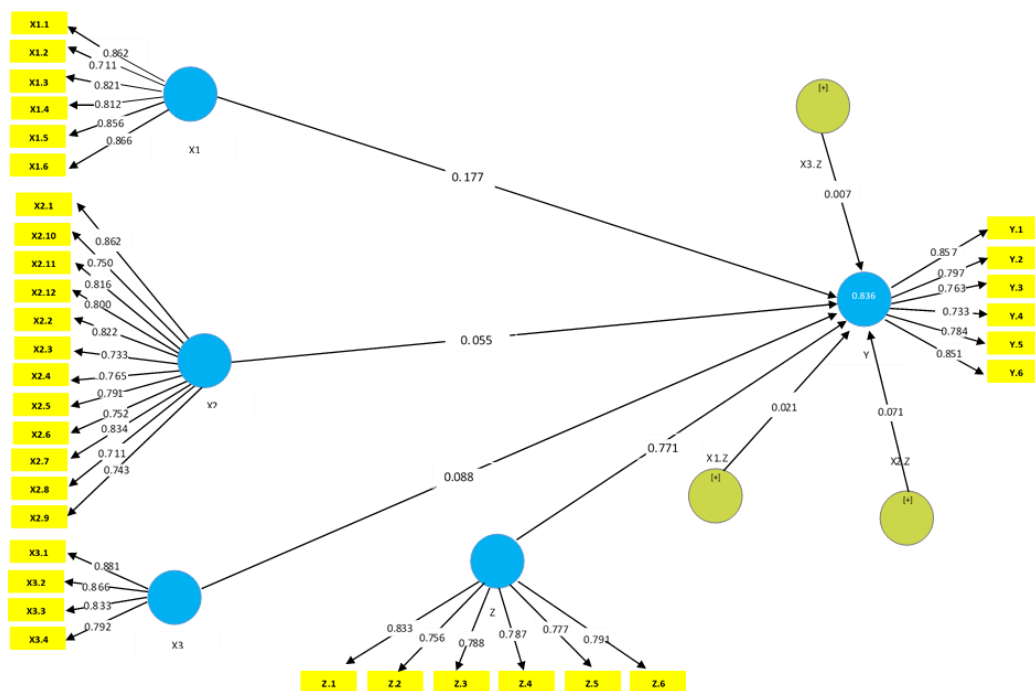 X1.1
X1.2
X1.3
X1.4
X1.5
X1.6
0.862
0.711
0.821
0.812
0.856
0.866
X1
0.177
X2.1
X2.10
X2.11
X2.12
X2.2
X2.3
X2.4
X2.5
X2.6
X2.7
X2.8
X2.9
0.862
0.750
0.816
0.800
0.822
0.733
0.765
0.791
0.752
0.834
0.711
0.743
X2
0.055
X3.1
X3.2
X3.3
X3.4
0.881
0.866
0.833
0.792
X3
0.088
[+]
X3.Z
0.007
0.836
Y
0.857
0.797
0.763
0.733
0.784
0.851
Y.1
Y.2
Y.3
Y.4
Y.5
Y.6
0.021
X1.Z
[+]
0.071
X2.Z
[+]
0.771
Z
0.833
0.756
0.788
0.787
0.777
0.791
Z.1
Z.2
Z.3
Z.4
Z.5
Z.6